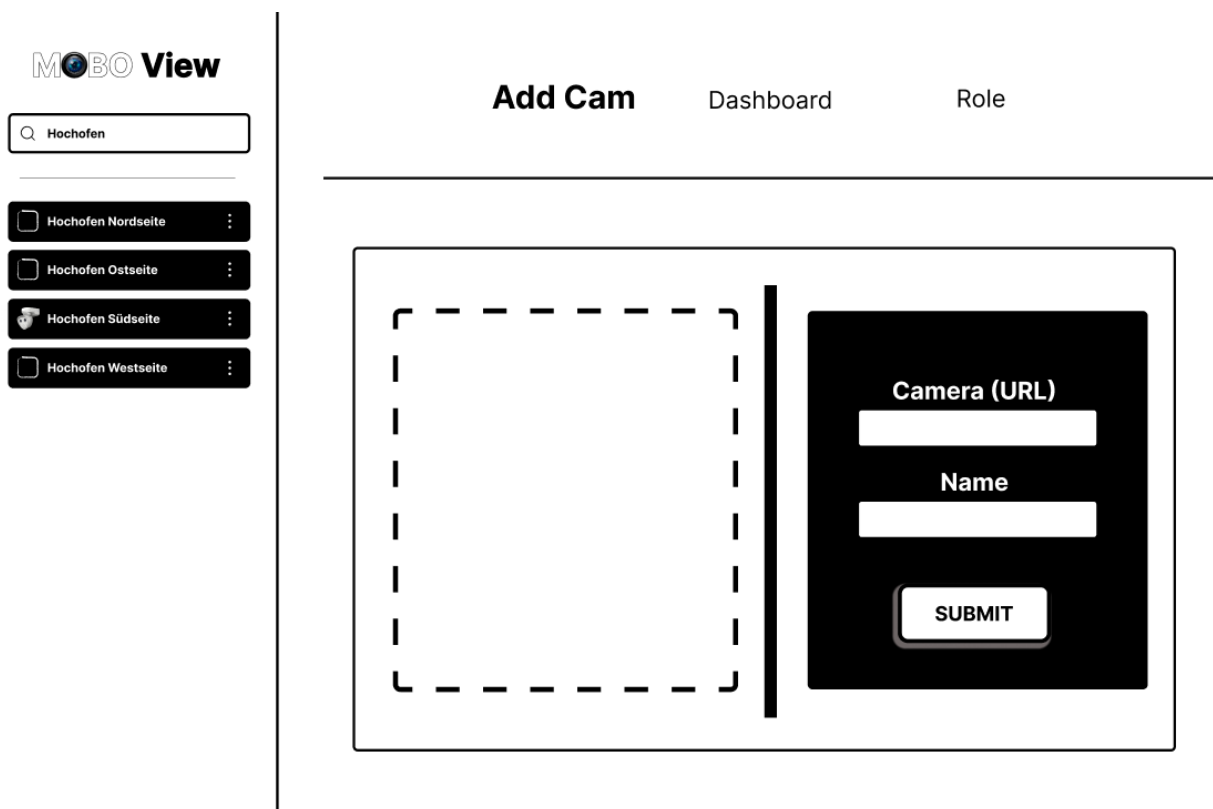 MOBO View
Hochofen
Hochofen Nordseite
Hochofen Ostseite
Hochofen Südseite
Hochofen Westseite
Add Cam
Dashboard
Role
Camera (URL)
Name
SUBMIT